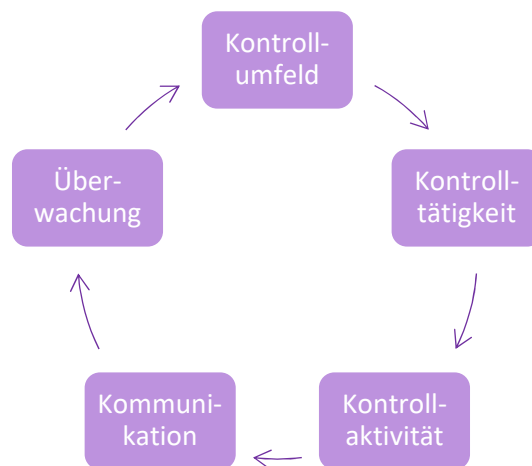 Kontroll-
umfeld
Kontroll-
tätigkeit
Kontroll-
aktivität
Kommuni-
kation
Über-
wachung